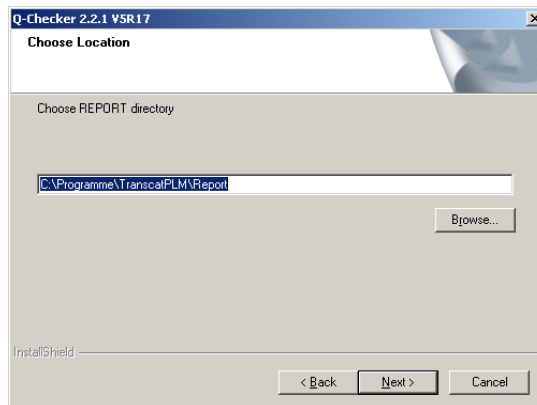 Q-Checker 2.2.1 V5R17
Choose Location
Choose REPORT directory
C:\Programme\TranscatPLM\Report
Browse...
InstallShield
< Back
Next >
Cancel